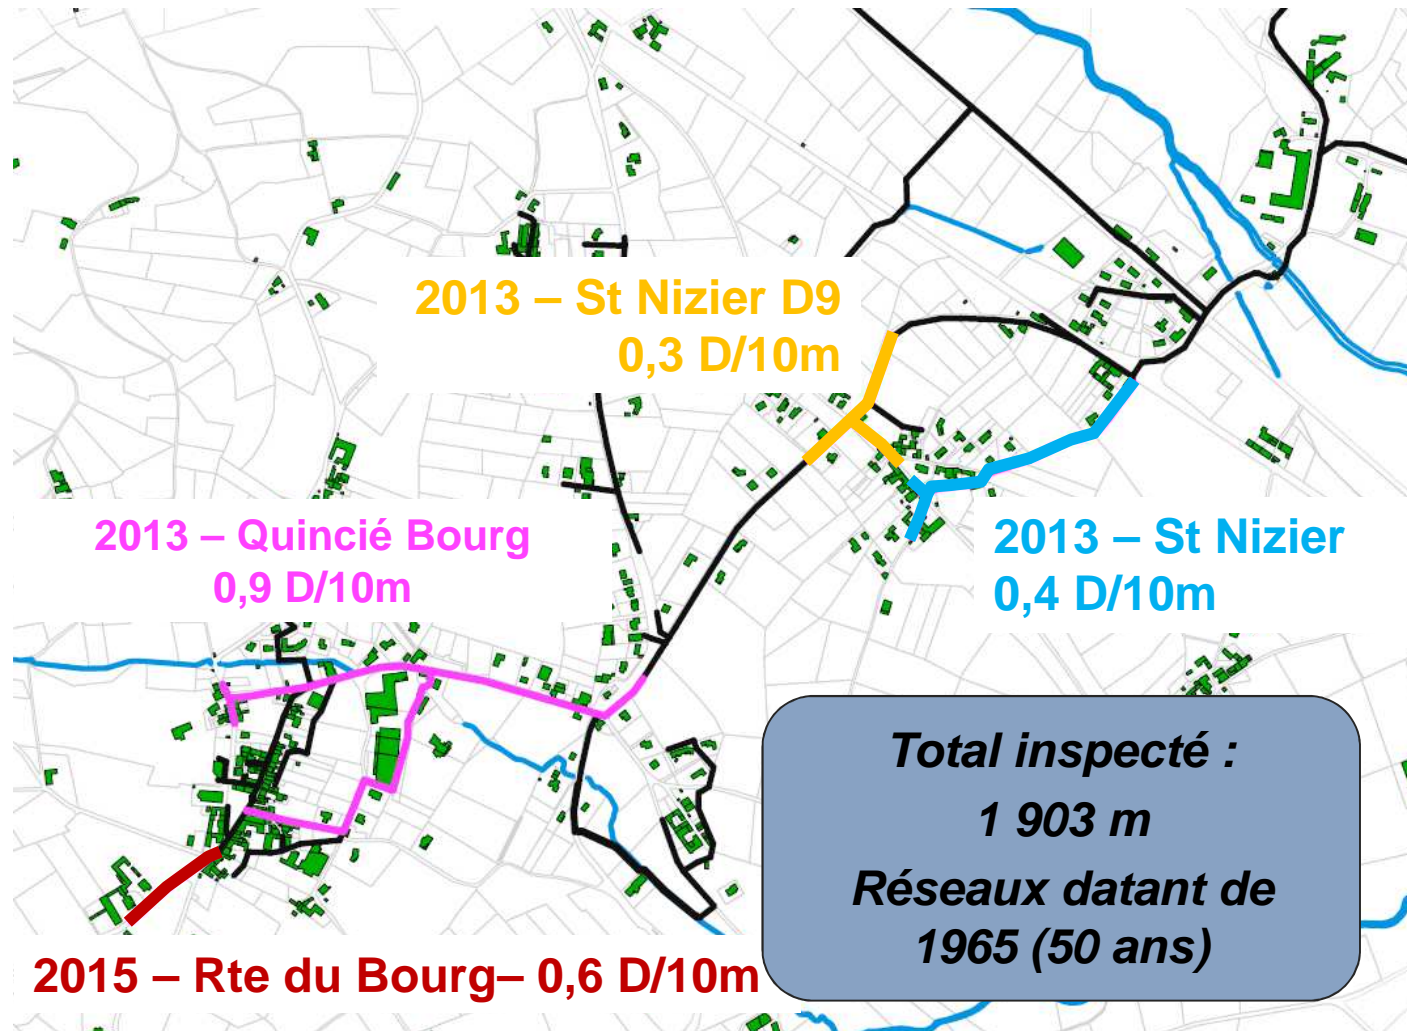 2013 – St Nizier D9
0,3 D/10m
2013 – Quincié Bourg
0,9 D/10m
2013 – St Nizier
0,4 D/10m
Total inspecté :
1 903 m
Réseaux datant de
1965 (50 ans)
2015 – Rte du Bourg– 0,6 D/10m